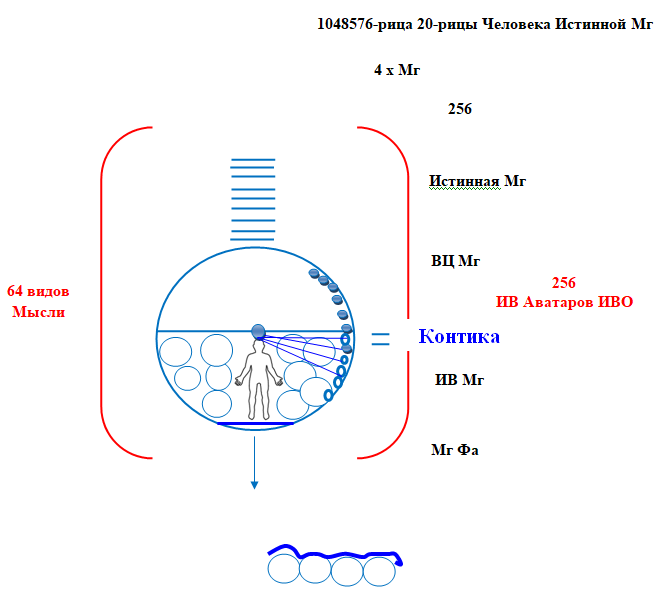 1048576-рица 20-рицы Человека Истинной Мг
4 х Мг
256
Истинная Мг
ВЦ Мг
64 видов
Мысли
256
ИВ Аватаров ИВО
Контика
ИВ Мг
Мг Фа